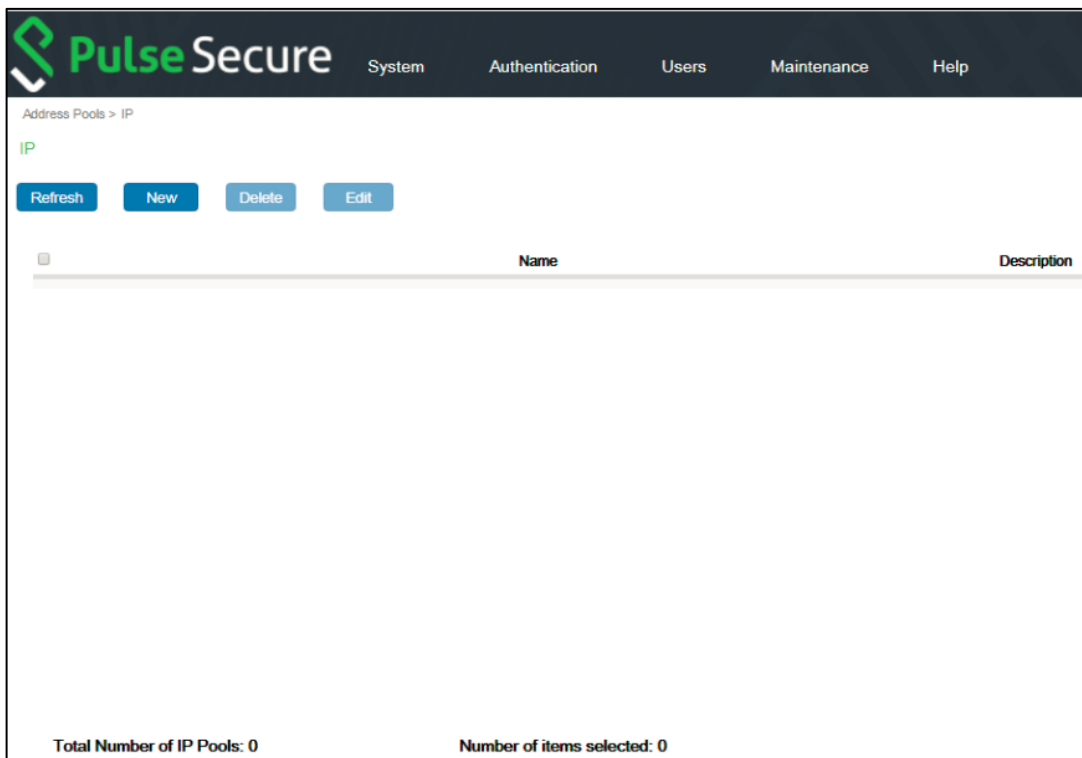 Pulse Secure System Authentication Users Maintenance Help
Address Pools > IP
IP
Refresh New Delete Edit
Name Description
Total Number of IP Pools: 0 Number of items selected: 0